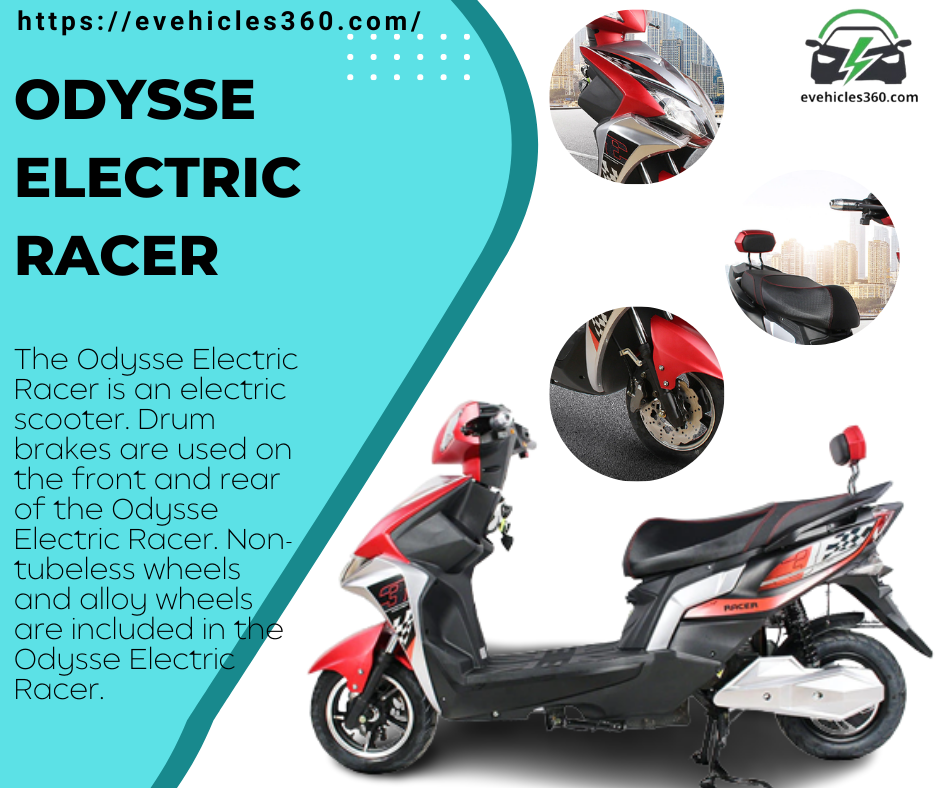 https://evehicles360.com/
evehicles360.com
ODYSSE
ELECTRIC
RACER
The Odysse Electric
Racer is an electric
scooter. Drum
brakes are used on
the front and rear
of the Odysse
Electric Racer. Non-
tubeless wheels
and alloy wheels
are included in the
Odysse Electric
Racer.
RACER